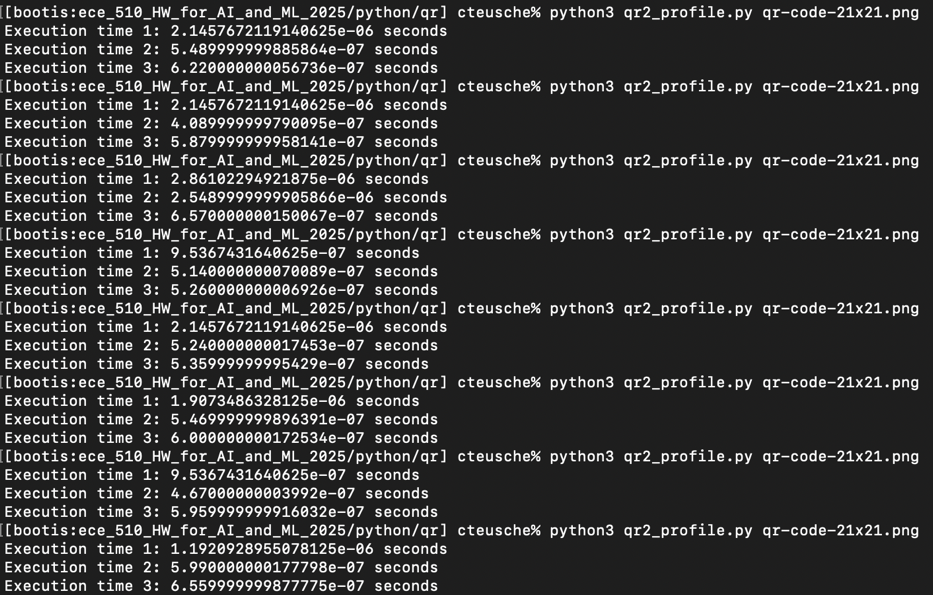 [[bootis:ece_510_HW_for_AI_and_ML_2025/python/qr] cteusche% python3 qr2_profile.py qr-code-21x21.png
Execution time 1: 2.1457672119140625e-06 seconds
Execution time 2: 5.489999999885864e-07 seconds
Execution time 3: 6.220000000056736e-07 seconds
[[bootis:ece_510_HW_for_AI_and_ML_2025/python/qr] cteusche% python3 qr2_profile.py qr-code-21x21.png
Execution time 1: 2.1457672119140625e-06 seconds
Execution time 2: 4.089999999790095e-07 seconds
Execution time 3: 5.879999999958141e-07 seconds
[[bootis:ece_510_HW_for_AI_and_ML_2025/python/qr] cteusche% python3 qr2_profile.py qr-code-21x21.png
Execution time 1: 2.86102294921875e-06 seconds
Execution time 2: 2.5489999999905866e-06 seconds
Execution time 3: 6.570000000150067e-07 seconds
[[bootis:ece_510_HW_for_AI_and_ML_2025/python/qr] cteusche% python3 qr2_profile.py qr-code-21x21.png
Execution time 1: 9.5367431640625e-07 seconds
Execution time 2: 5.140000000070089e-07 seconds
Execution time 3: 5.260000000006926e-07 seconds
[[bootis:ece_510_HW_for_AI_and_ML_2025/python/qr] cteusche% python3 qr2_profile.py qr-code-21x21.png
Execution time 1: 2.1457672119140625e-06 seconds
Execution time 2: 5.240000000017453e-07 seconds
Execution time 3: 5.35999999995429e-07 seconds
[[bootis:ece_510_HW_for_AI_and_ML_2025/python/qr] cteusche% python3 qr2_profile.py qr-code-21x21.png
Execution time 1: 1.9073486328125e-06 seconds
Execution time 2: 5.469999999896391e-07 seconds
Execution time 3: 6.000000000172534e-07 seconds
[[bootis:ece_510_HW_for_AI_and_ML_2025/python/qr] cteusche% python3 qr2_profile.py qr-code-21x21.png
Execution time 1: 9.5367431640625e-07 seconds
Execution time 2: 4.67000000003992e-07 seconds
Execution time 3: 5.959999999916032e-07 seconds
[[bootis:ece_510_HW_for_AI_and_ML_2025/python/qr] cteusche% python3 qr2_profile.py qr-code-21x21.png
Execution time 1: 1.1920928955078125e-06 seconds
Execution time 2: 5.990000000177798e-07 seconds
Execution time 3: 6.559999999877775e-07 seconds